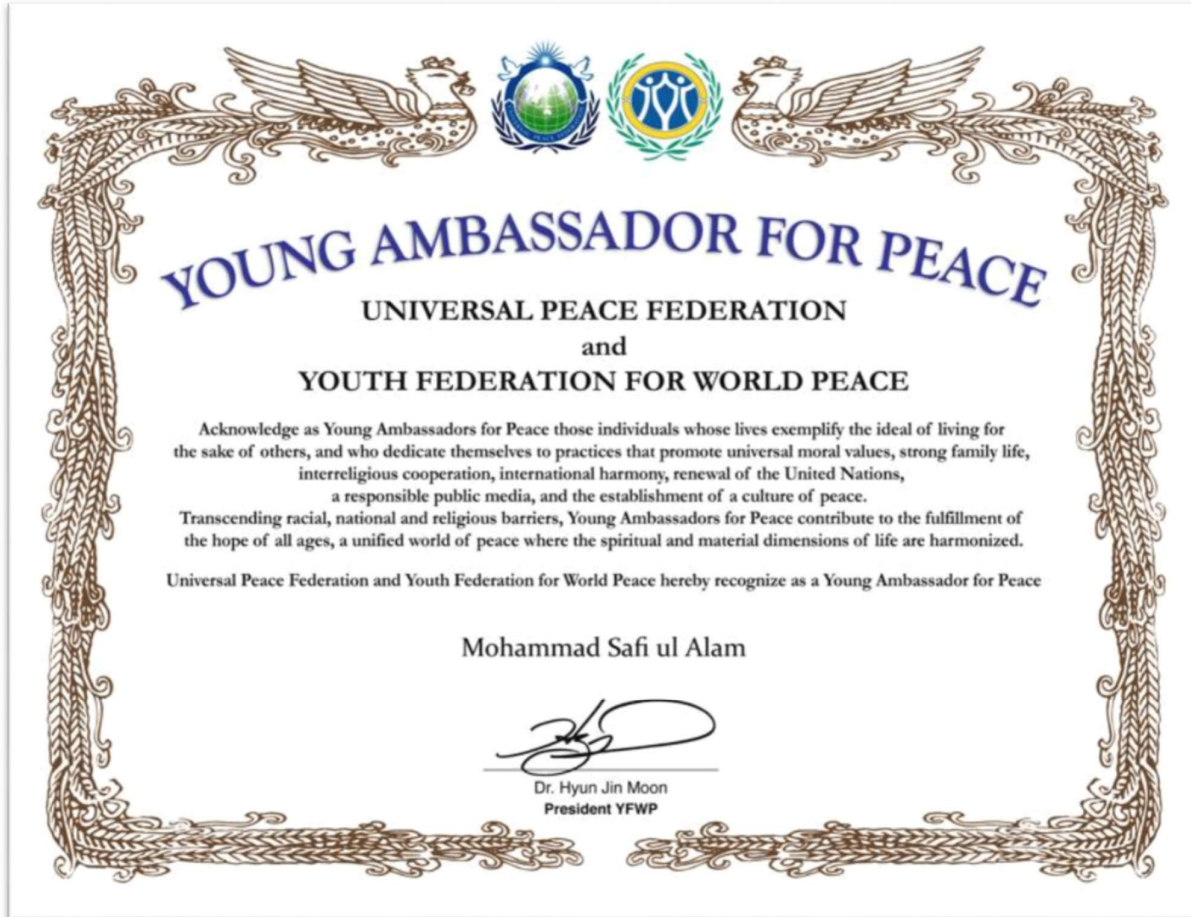 YOUNG AMBASSADOR FOR PEACE
UNIVERSAL PEACE FEDERATION
and
YOUTH FEDERATION FOR WORLD PEACE
Acknowledge as Young Ambassadors for Peace those individuals whose lives exemplify the ideal of living for
the sake of others, and who dedicate themselves to practices that promote universal moral values, strong family life,
interreligious cooperation, international harmony, renewal of the United Nations,
a responsible public media, and the establishment of a culture of peace.
Transcending racial, national and religious barriers, Young Ambassadors for Peace contribute to the fulfillment of
the hope of all ages, a unified world of peace where the spiritual and material dimensions of life are harmonized.
Universal Peace Federation and Youth Federation for World Peace hereby recognize as a Young Ambassador for Peace
Mohammad Safi ul Alam
Dr. Hyun Jin Moon
President YFWP